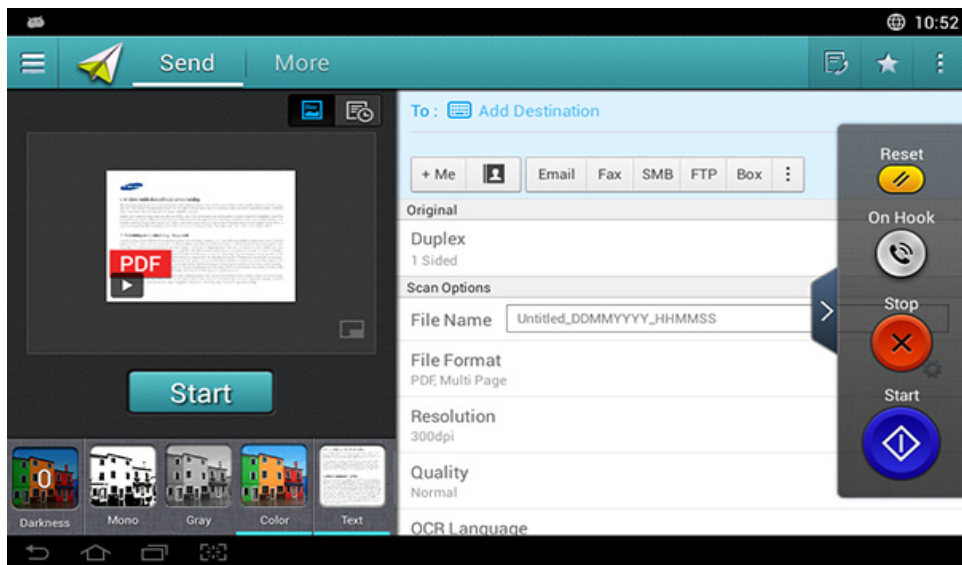 10:52
Send
More
To : Add Destination
+ Me
Email
Fax
SMB
FTP
Box
Original
Duplex
1 Sided
Scan Options
File Name
Untitled_DDMMYYYY_HHMMSS
File Format
PDF, Multi Page
Resolution
300dpi
Quality
Normal
OCR Language
PDF
Start
0
Darkness
Mono
Gray
Color
Text
Reset
On Hook
Stop
Start